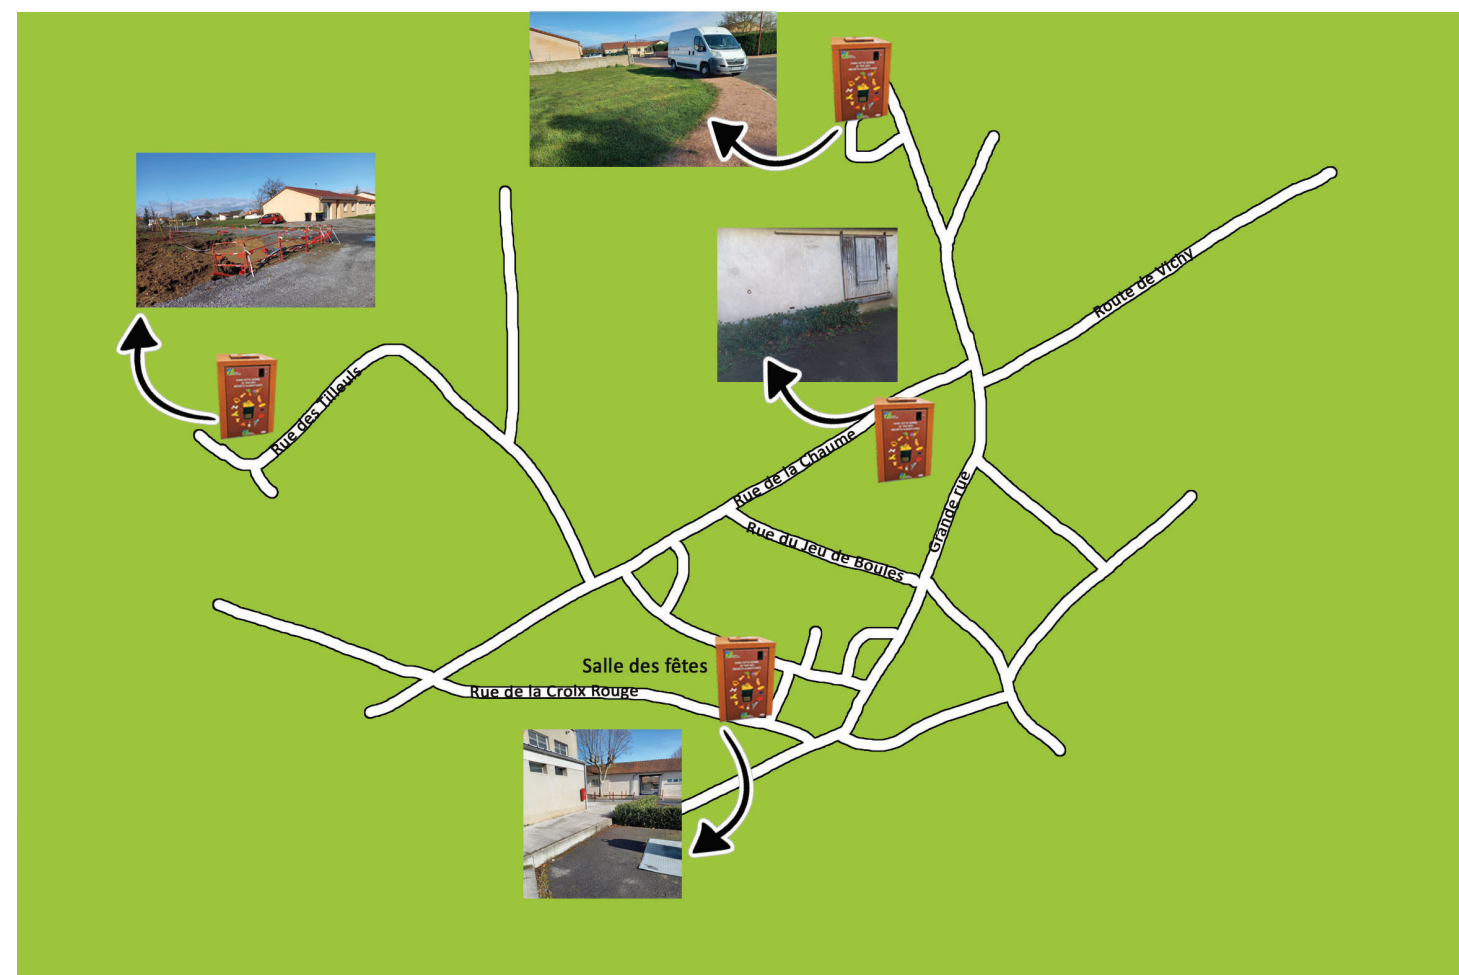 Route de Vichy
Rue des Tilleuls
Rue de la Chaume
Grande rue
Rue du Jeu de Boules
Salle des fêtes
Rue de la Croix Rouge